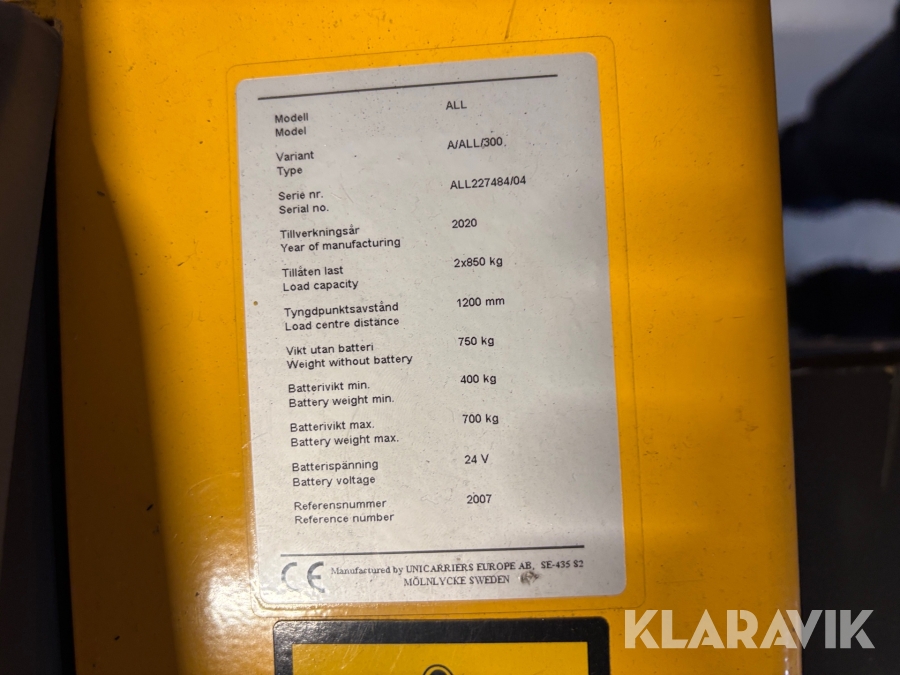 Modell ALL
Model
Variant A/ALL/300
Type
Serie nr. ALL227484/04
Serial no.
Tillverkningsår 2020
Year of manufacturing
Tillåten last 2x850 kg
Load capacity
Tyngdpunktsavstånd 1200 mm
Load centre distance
Vikt utan batteri 750 kg
Weight without battery
Batterivikt min. 400 kg
Battery weight min.
Batterivikt max. 700 kg
Battery weight max.
Batterispänning 24 V
Battery voltage
Referensnummer 2007
Reference number
CE Manufactured by UNICARRIERS EUROPE AB, SE-435 82
MÖLNLYCKE SWEDEN
KLARAVIK